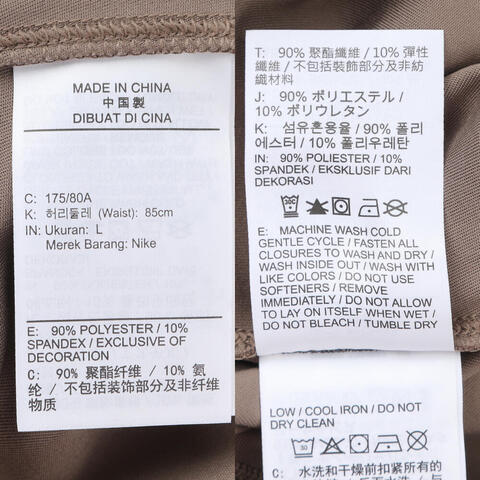 MADE IN CHINA
中国製
DIBUAT DI CINA
C: 175/80A
K: 허리둘레 (Waist): 85cm
IN: Ukuran: L
Merek Barang: Nike
E: 90% POLYESTER / 10%
SPANDEX / EXCLUSIVE OF
DECORATION
C: 90% 聚酯纤维 / 10% 氨
纶 / 不包括装饰部分及非纤维
物质
T: 90% 聚酯纖維 / 10% 彈性
纖維 / 不包括裝飾部分及非紡
織材料
J: 90% ポリエステル /
10% ポリウレタン
K: 섬유혼용율 / 90% 폴리
에스터 / 10% 폴리우레탄
IN: 90% POLIESTER / 10%
SPANDEK / EKSKLUSIF DARI
DEKORASI
E: MACHINE WASH COLD
GENTLE CYCLE / FASTEN ALL
CLOSURES TO WASH AND DRY /
WASH INSIDE OUT / WASH WITH
LIKE COLORS / DO NOT USE
SOFTENERS / REMOVE
IMMEDIATELY / DO NOT ALLOW
TO LAY ON ITSELF WHEN WET /
DO NOT BLEACH / TUMBLE DRY
LOW / COOL IRON / DO NOT
DRY CLEAN
C: 水洗和干燥前扣紧所有的